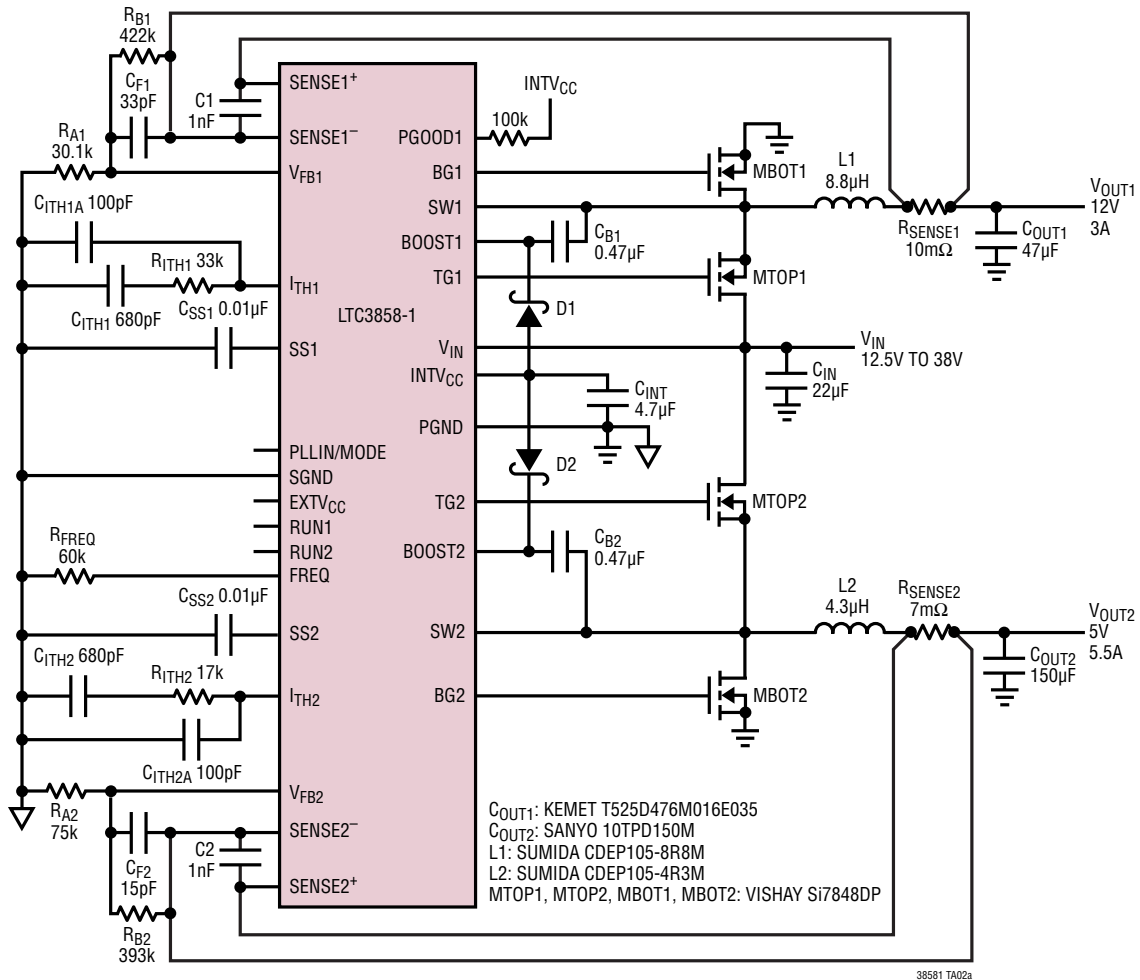 RB1
422k
CF1
33pF
C1
1nF
RA1
30.1k
CITH1A 100pF
RITH1 33k
CITH1 680pF
CSS1 0.01µF
RFREQ
60k
CSS2 0.01µF
CITH2 680pF
RITH2 17k
CITH2A 100pF
RA2
75k
CF2
15pF
C2
1nF
RB2
393k
SENSE1+
SENSE1–
VFB1
ITH1
SS1
PLLIN/MODE
SGND
EXTVCC
RUN1
RUN2
FREQ
SS2
ITH2
VFB2
SENSE2–
SENSE2+
LTC3858-1
PGOOD1
BG1
SW1
BOOST1
TG1
VIN
INTVCC
PGND
TG2
BOOST2
SW2
BG2
INTVCC
100k
MBOT1
CB1
0.47µF
MTOP1
D1
L1
8.8µH
RSENSE1
10mΩ
COUT1
47µF
VOUT1
12V
3A
VIN
12.5V TO 38V
CIN
22µF
CINT
4.7µF
D2
MTOP2
CB2
0.47µF
L2
4.3µH
RSENSE2
7mΩ
VOUT2
5V
5.5A
COUT2
150µF
MBOT2
COUT1: KEMET T525D476M016E035
COUT2: SANYO 10TPD150M
L1: SUMIDA CDEP105-8R8M
L2: SUMIDA CDEP105-4R3M
MTOP1, MTOP2, MBOT1, MBOT2: VISHAY Si7848DP
38581 TA02a